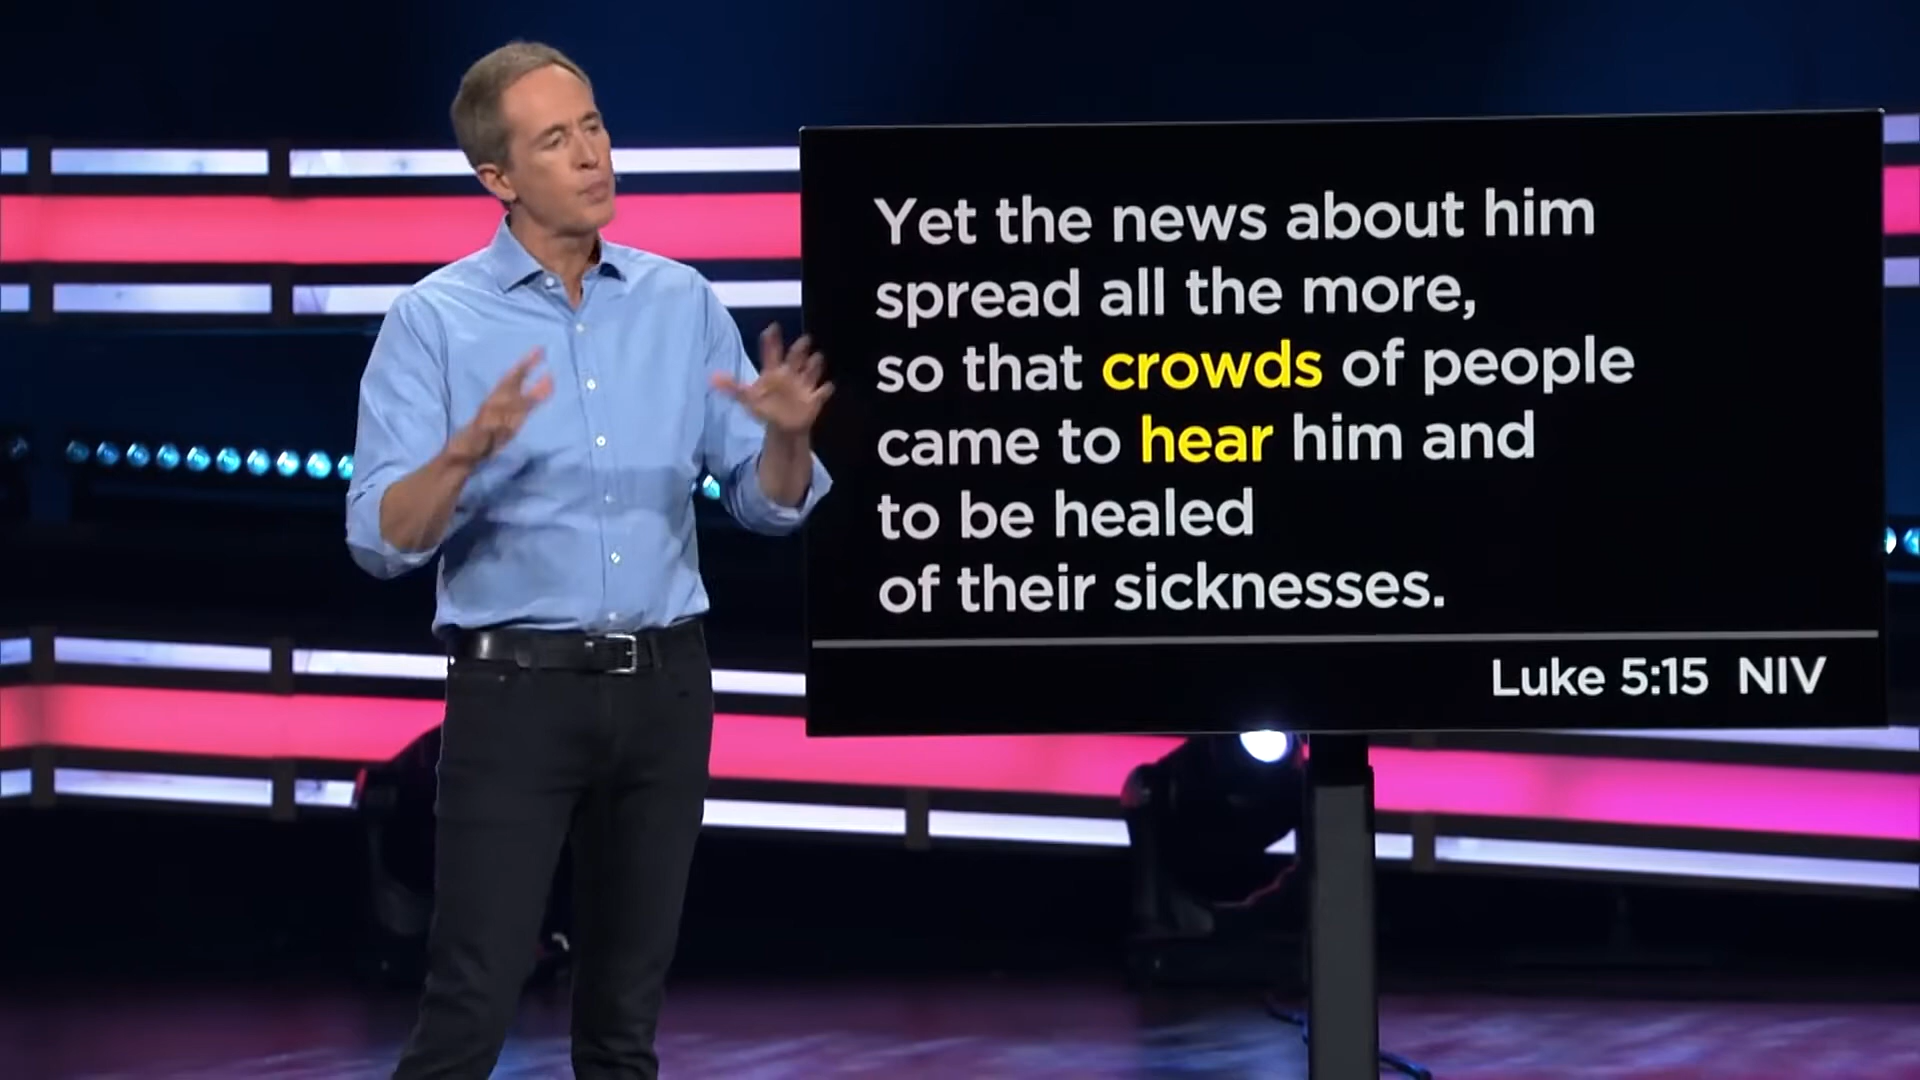 Yet the news about him
spread all the more,
so that crowds of people
came to hear him and
to be healed
of their sicknesses.
Luke 5:15 NIV